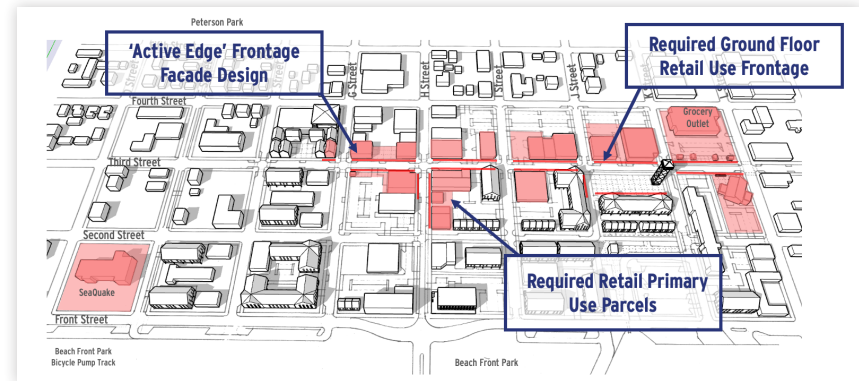 Peterson Park
'Active Edge' Frontage
Facade Design
Required Ground Floor
Retail Use Frontage
G Street
H Street
I Street
J Street
Street
Fourth Street
Grocery
Outlet
Third Street
Second Street
SeaQuake
Required Retail Primary
Use Parcels
Front Street
Beach Front Park
Bicycle Pump Track
Beach Front Park